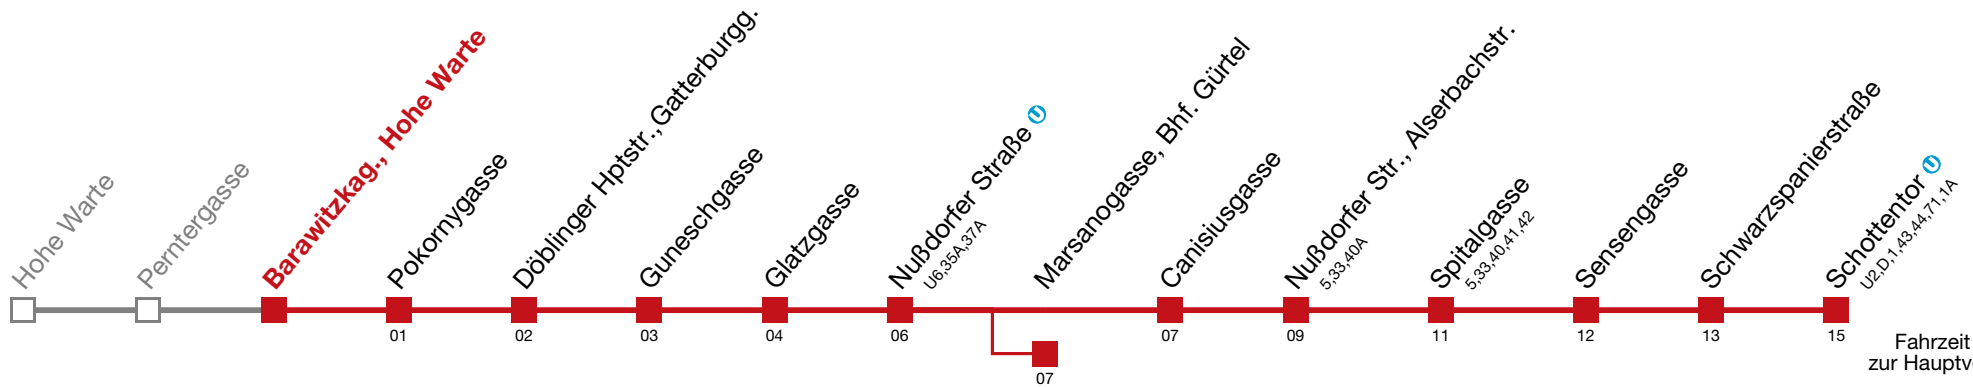 Hohe Warte
Perntergasse
Barawitzkag., Hohe Warte
Pokornygasse
01
Döblinger Hptstr., Gatterburgg.
02
Guneschgasse
03
Glatzgasse
04
Nußdorfer Straße
U6,35A,37A
06
Marsanogasse, Bhf. Gürtel
07
Canisiusgasse
07
Nußdorfer Str., Alserbachstr.
5,33,40A
09
Spitalgasse
5,33,40,41,42
11
Sensengasse
12
Schwarzspanierstraße
13
Schottentor
U2,D,1,43,44,71,1A
15
Fahrzeit